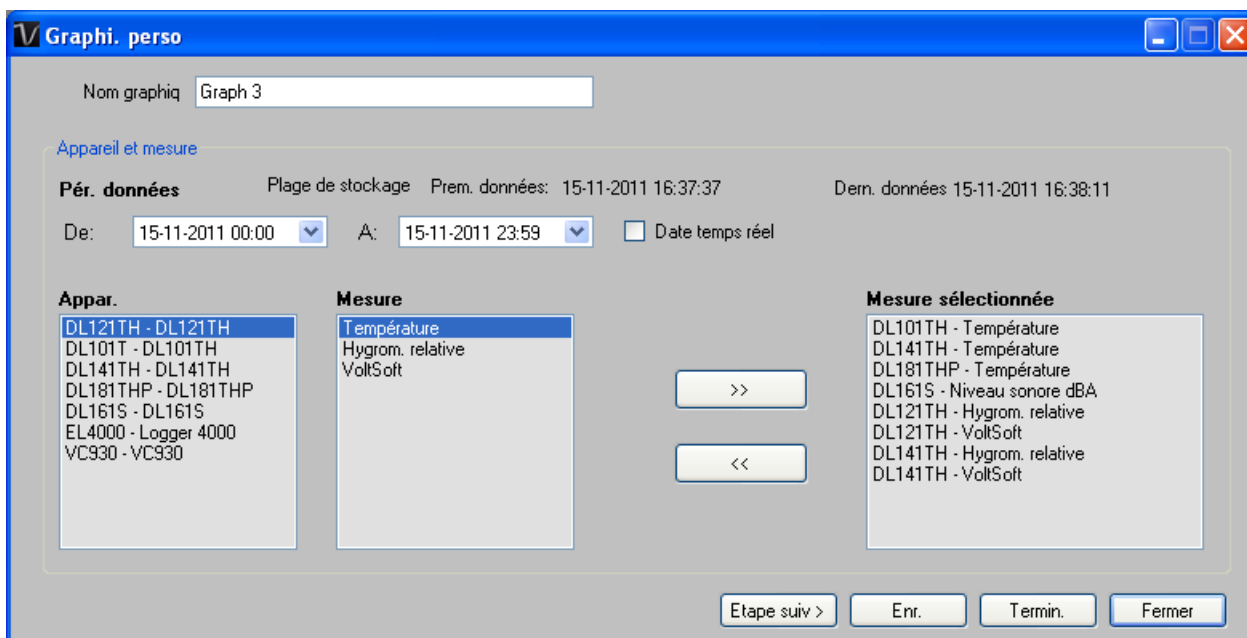 Graphi. perso
Nom graphiq Graph 3
Appareil et mesure
Pér. données Plage de stockage Prem. données: 15-11-2011 16:37:37 Dern. données 15-11-2011 16:38:11
De: 15-11-2011 00:00 A: 15-11-2011 23:59 Date temps réel
Appar.
DL121TH - DL121TH
DL101T - DL101TH
DL141TH - DL141TH
DL181THP - DL181THP
DL161S - DL161S
EL4000 - Logger 4000
VC930 - VC930
Mesure
Température
Hygrom. relative
VoltSoft
>>
<<
Mesure sélectionnée
DL101TH - Température
DL141TH - Température
DL181THP - Température
DL161S - Niveau sonore dBA
DL121TH - Hygrom. relative
DL121TH - VoltSoft
DL141TH - Hygrom. relative
DL141TH - VoltSoft
Etape suiv > Enr. Termin. Fermer